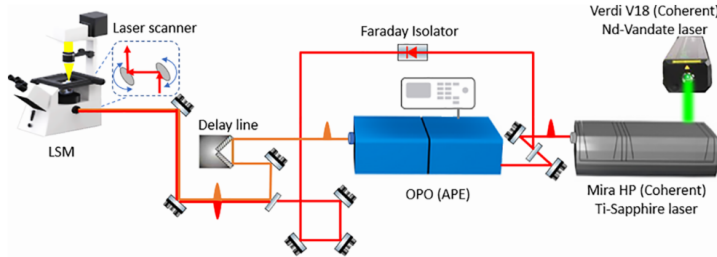 Laser scanner
Faraday Isolator
Verdi V18 (Coherent)
Nd-Vandate laser
Delay line
LSM
OPO (APE)
Mira HP (Coherent)
Ti-Sapphire laser